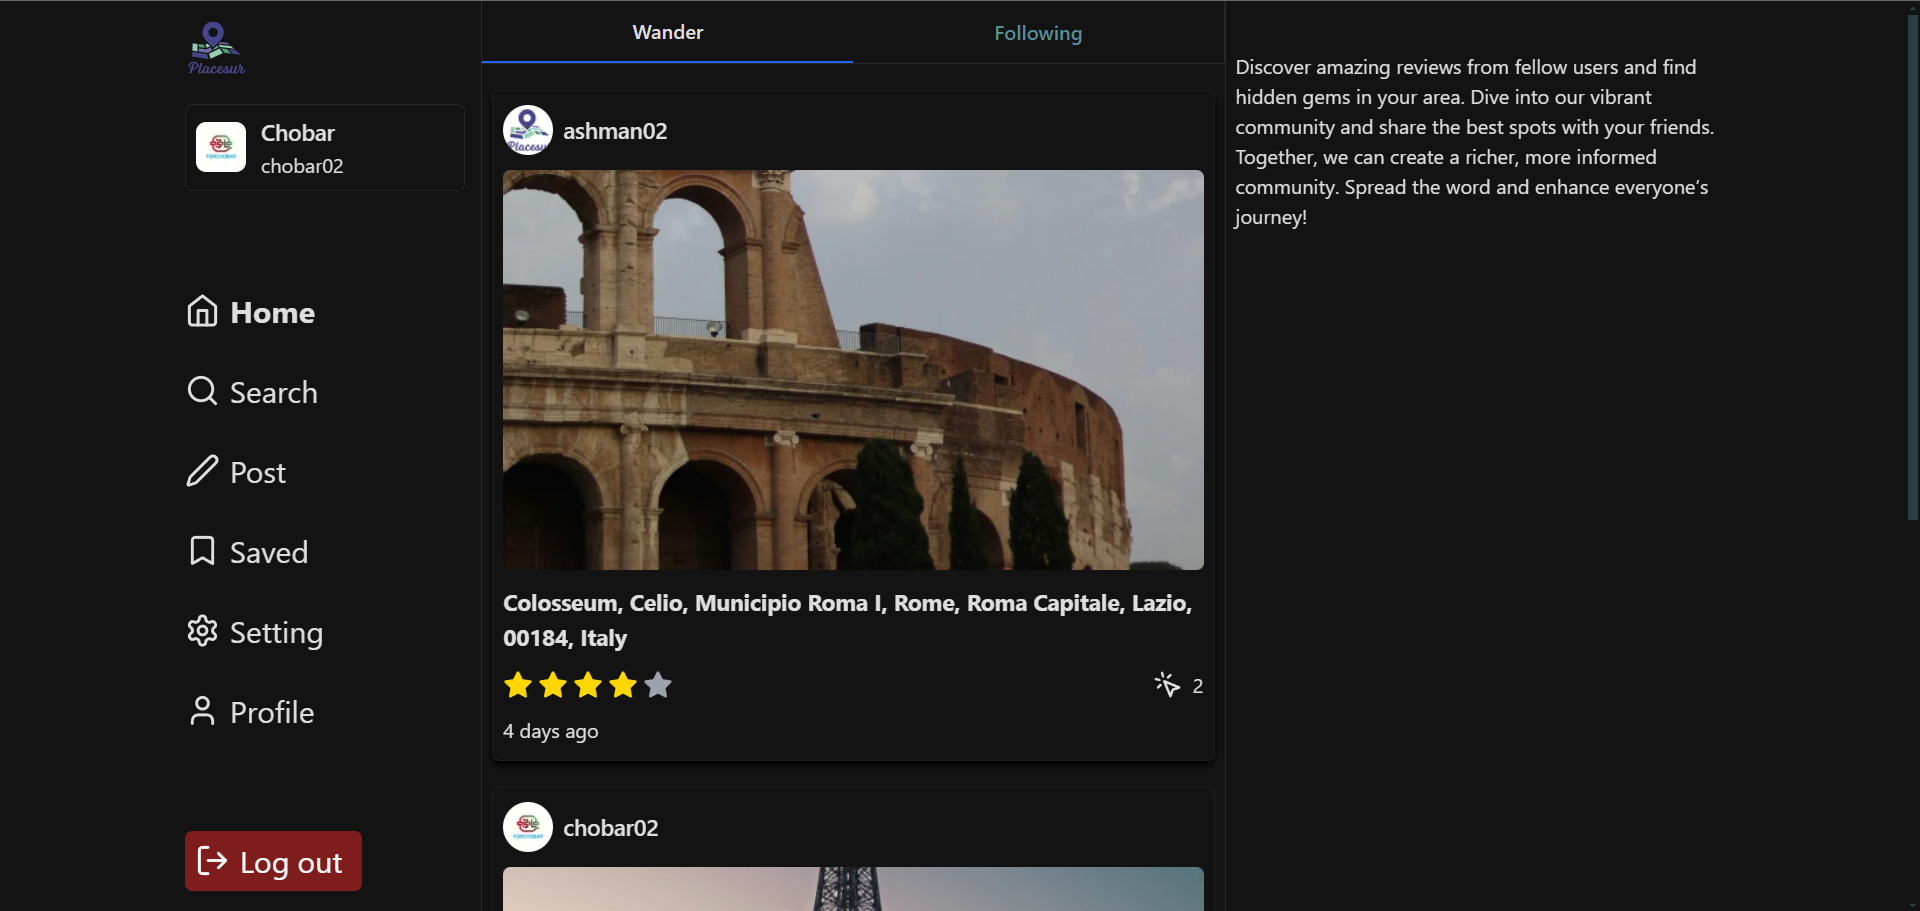 Placesur
Chobar
chobar02
Home
Search
Post
Saved
Setting
Profile
Log out
Wander
Following
Placesu
ashman02
Colosseum, Celio, Municipio Roma I, Rome, Roma Capitale, Lazio,
00184, Italy
2
4 days ago
chobar02
Discover amazing reviews from fellow users and find
hidden gems in your area. Dive into our vibrant
community and share the best spots with your friends.
Together, we can create a richer, more informed
community. Spread the word and enhance everyone’s
journey!